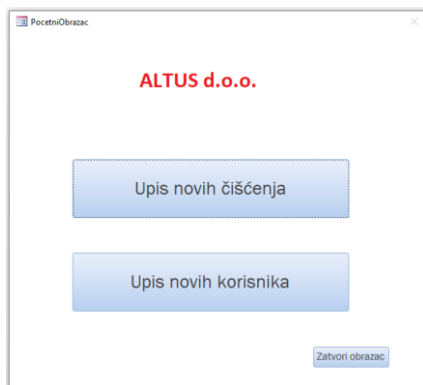 PocetniObrazac
ALTUS d.o.o.
Upis novih čišćenja
Upis novih korisnika
Zatvori obrazac